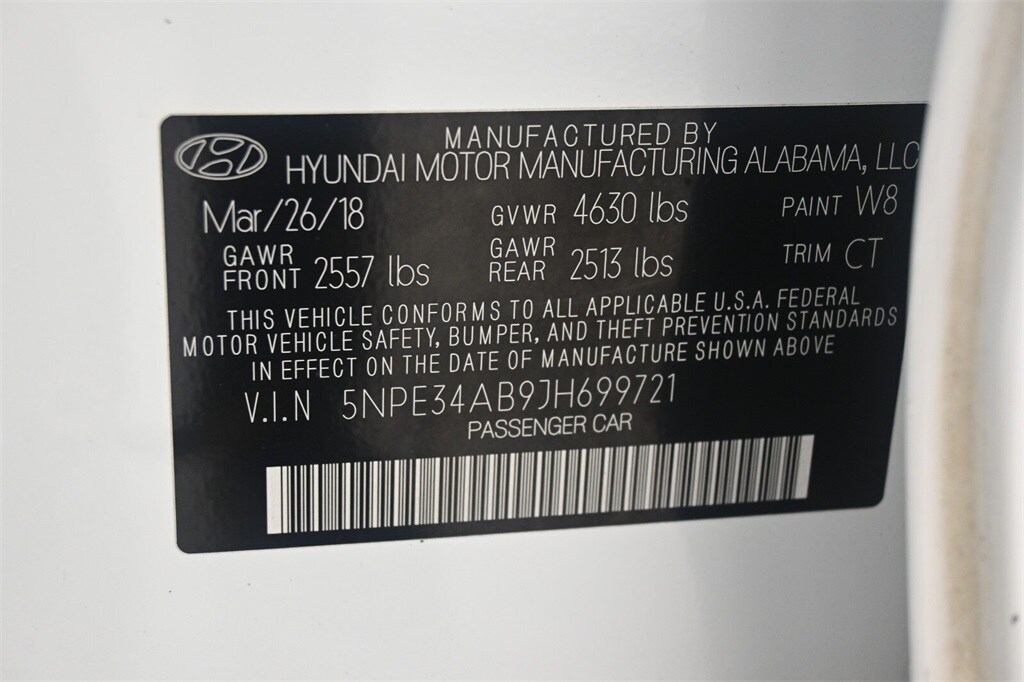 MANUFACTURED BY
HYUNDAI MOTOR MANUFACTURING ALABAMA, LLC
Mar/26/18 GVWR 4630 lbs PAINT W8
GAWR FRONT 2557 lbs GAWR REAR 2513 lbs TRIM CT
THIS VEHICLE CONFORMS TO ALL APPLICABLE U.S.A. FEDERAL
MOTOR VEHICLE SAFETY, BUMPER, AND THEFT PREVENTION STANDARDS
IN EFFECT ON THE DATE OF MANUFACTURE SHOWN ABOVE
V.I.N 5NPE34AB9JH699721
PASSENGER CAR